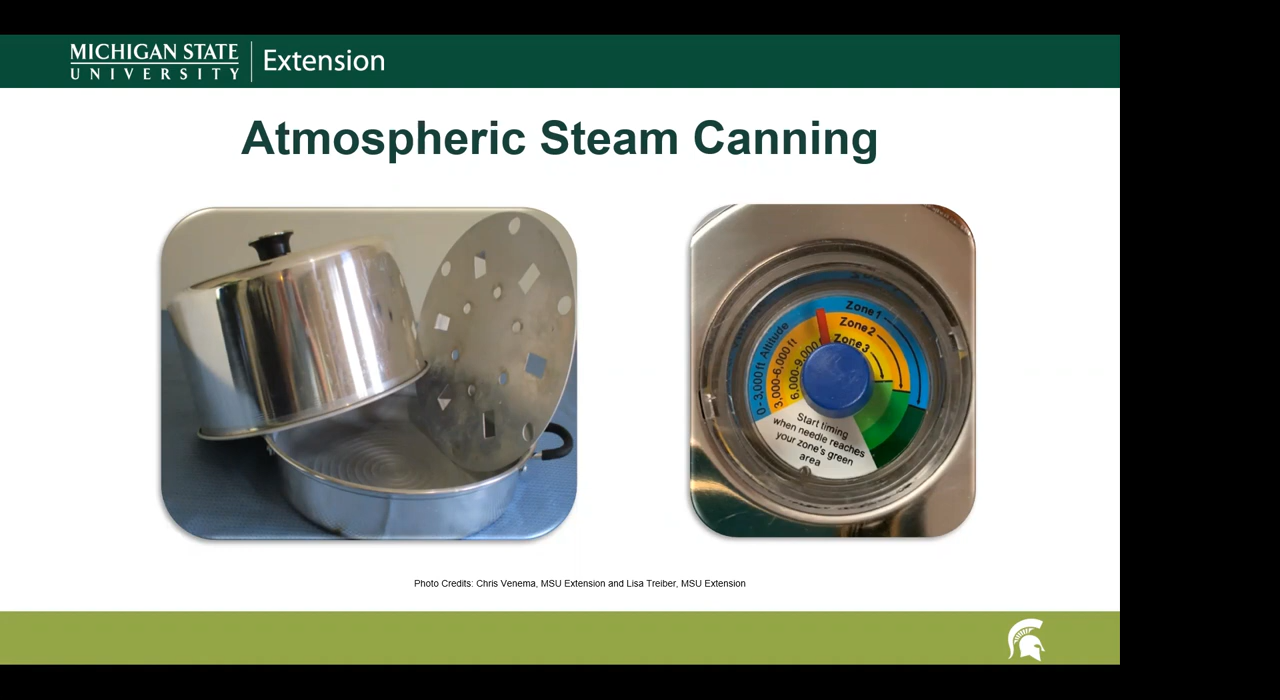 MICHIGAN STATE
UNIVERSITY
Extension
Atmospheric Steam Canning
Zone 1
Zone 2
Zone 3
0-3,000 ft Altitude
3,000-6,000 ft
6,000-9,000
Start timing
when needle reaches
your zone's green
area
Photo Credits: Chris Venema, MSU Extension and Lisa Treiber, MSU Extension